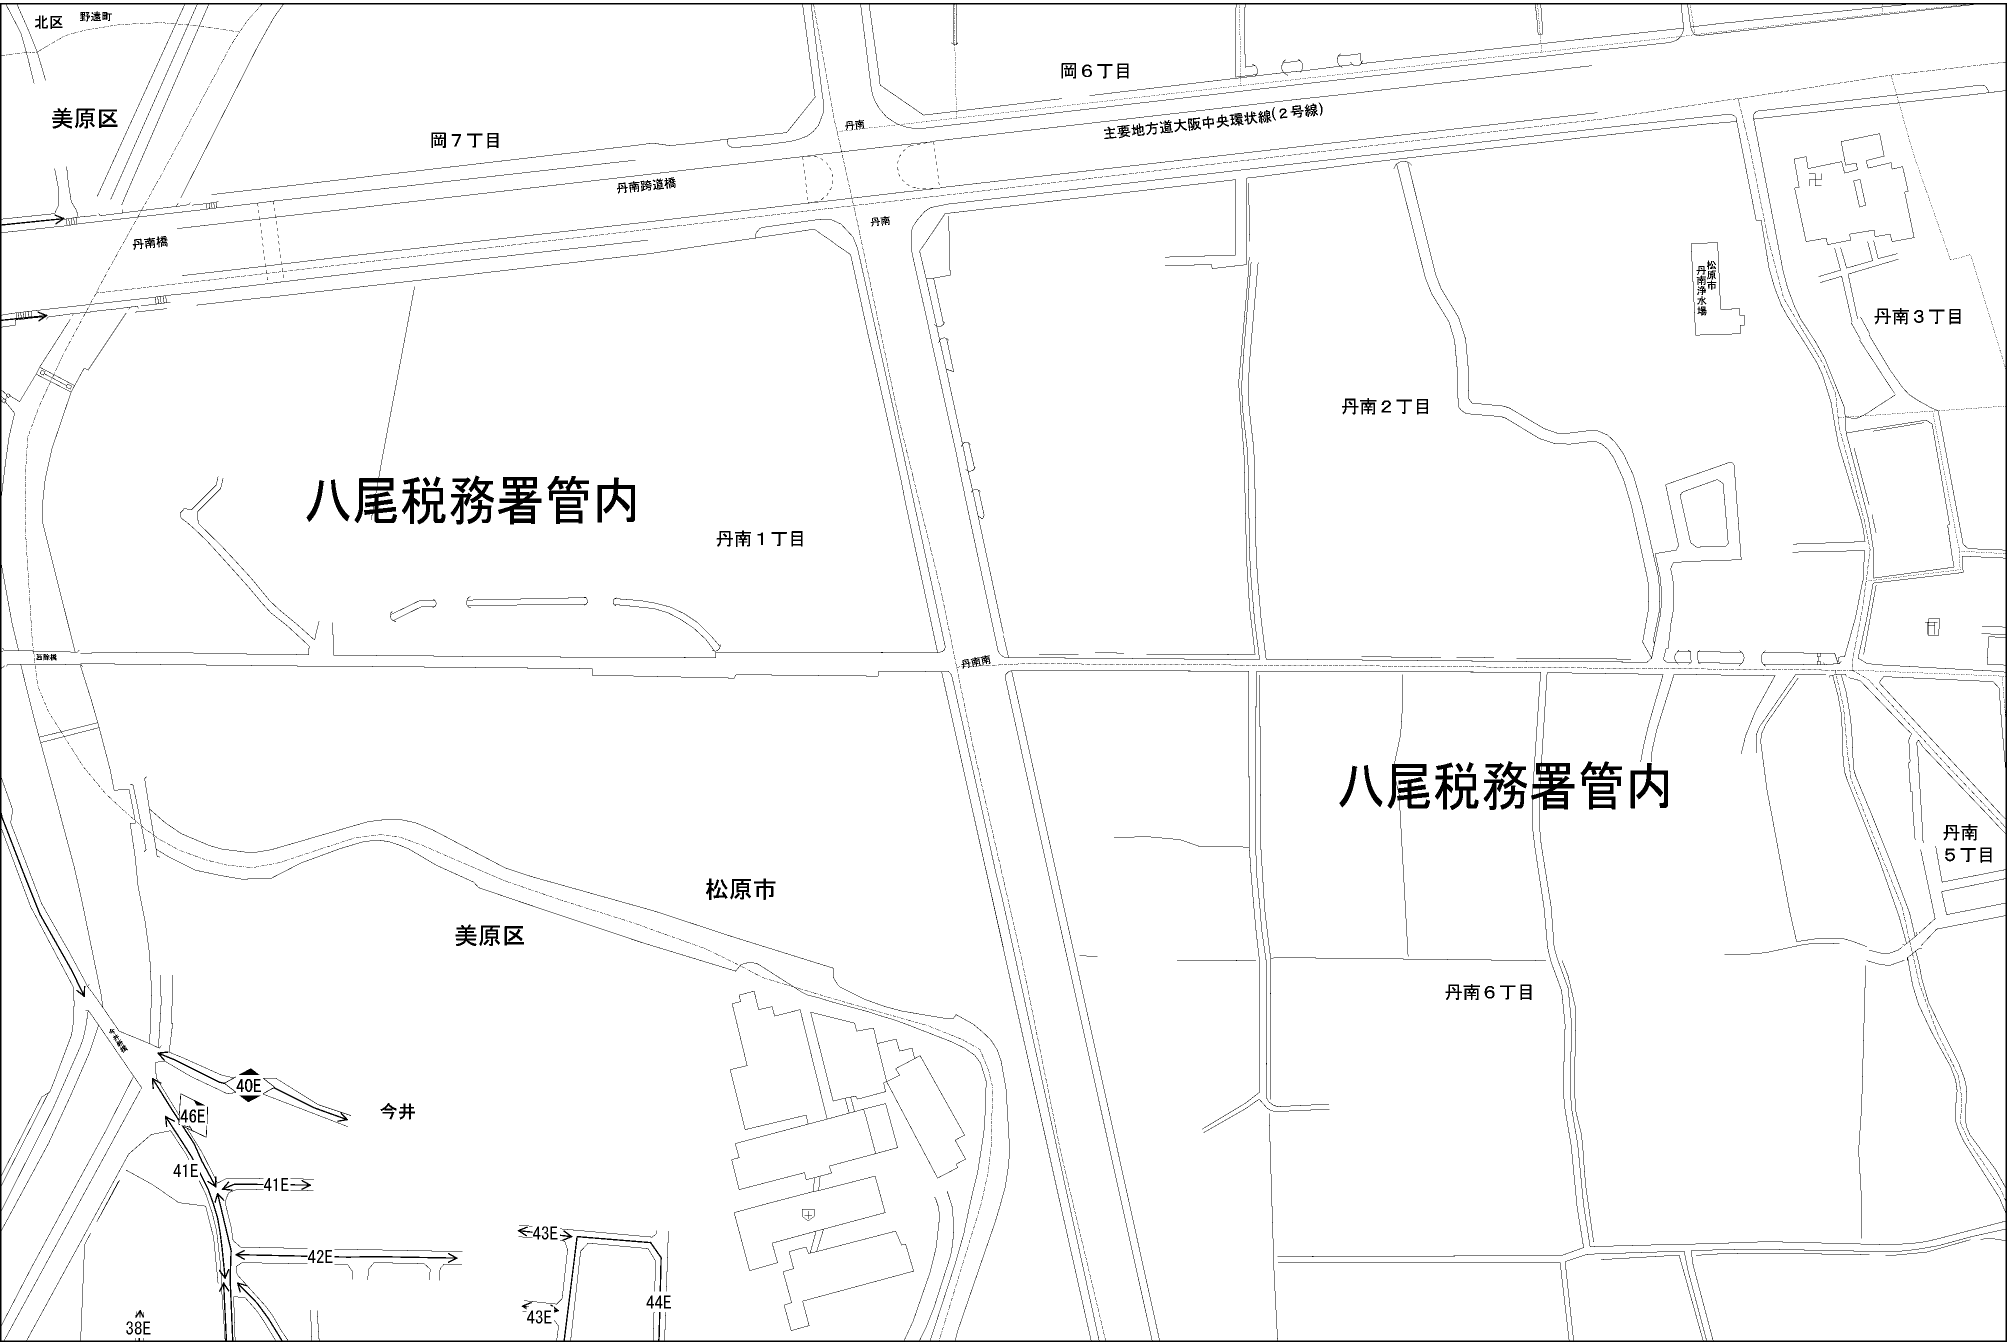 北区
野遠町
美原区
岡７丁目
岡６丁目
丹南
主要地方道大阪中央環状線(２号線)
丹南跨道橋
丹南橋
丹南
松原市
丹南浄水場
丹南３丁目
丹南２丁目
八尾税務署管内
丹南１丁目
丹南南
八尾税務署管内
丹南
５丁目
松原市
美原区
丹南６丁目
40E
今井
46E
41E
41E
42E
43E
43E
44E
38E